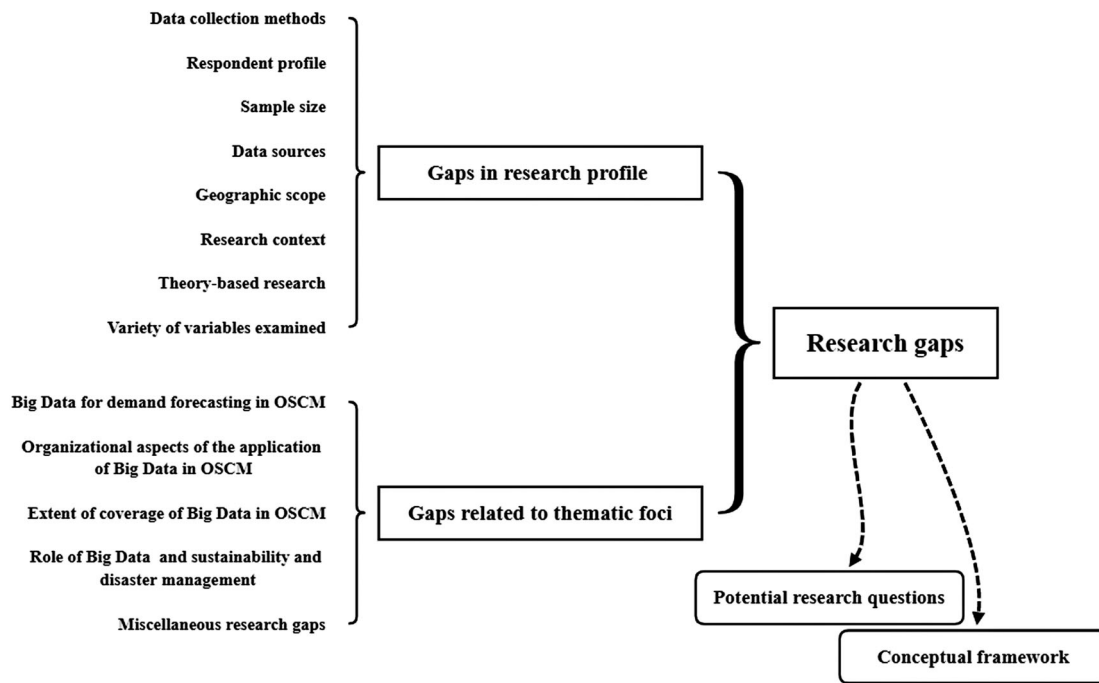 Data collection methods
Respondent profile
Sample size
Data sources
Geographic scope
Research context
Theory-based research
Variety of variables examined
Gaps in research profile
Big Data for demand forecasting in OSCM
Organizational aspects of the application
of Big Data in OSCM
Extent of coverage of Big Data in OSCM
Role of Big Data and sustainability and
disaster management
Miscellaneous research gaps
Gaps related to thematic foci
Research gaps
Potential research questions
Conceptual framework